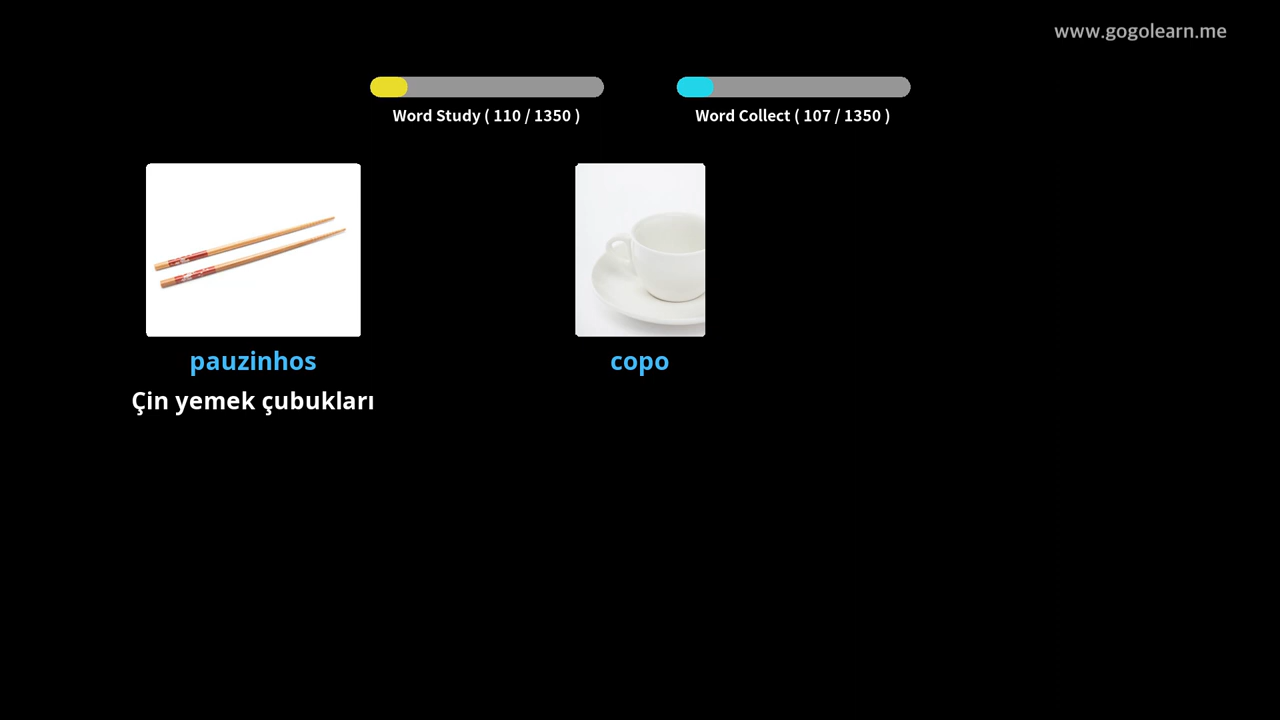 www.gogolearn.me
Word Study ( 110 / 1350 )
Word Collect ( 107 / 1350 )
pauzinhos
copo
Çin yemek çubukları